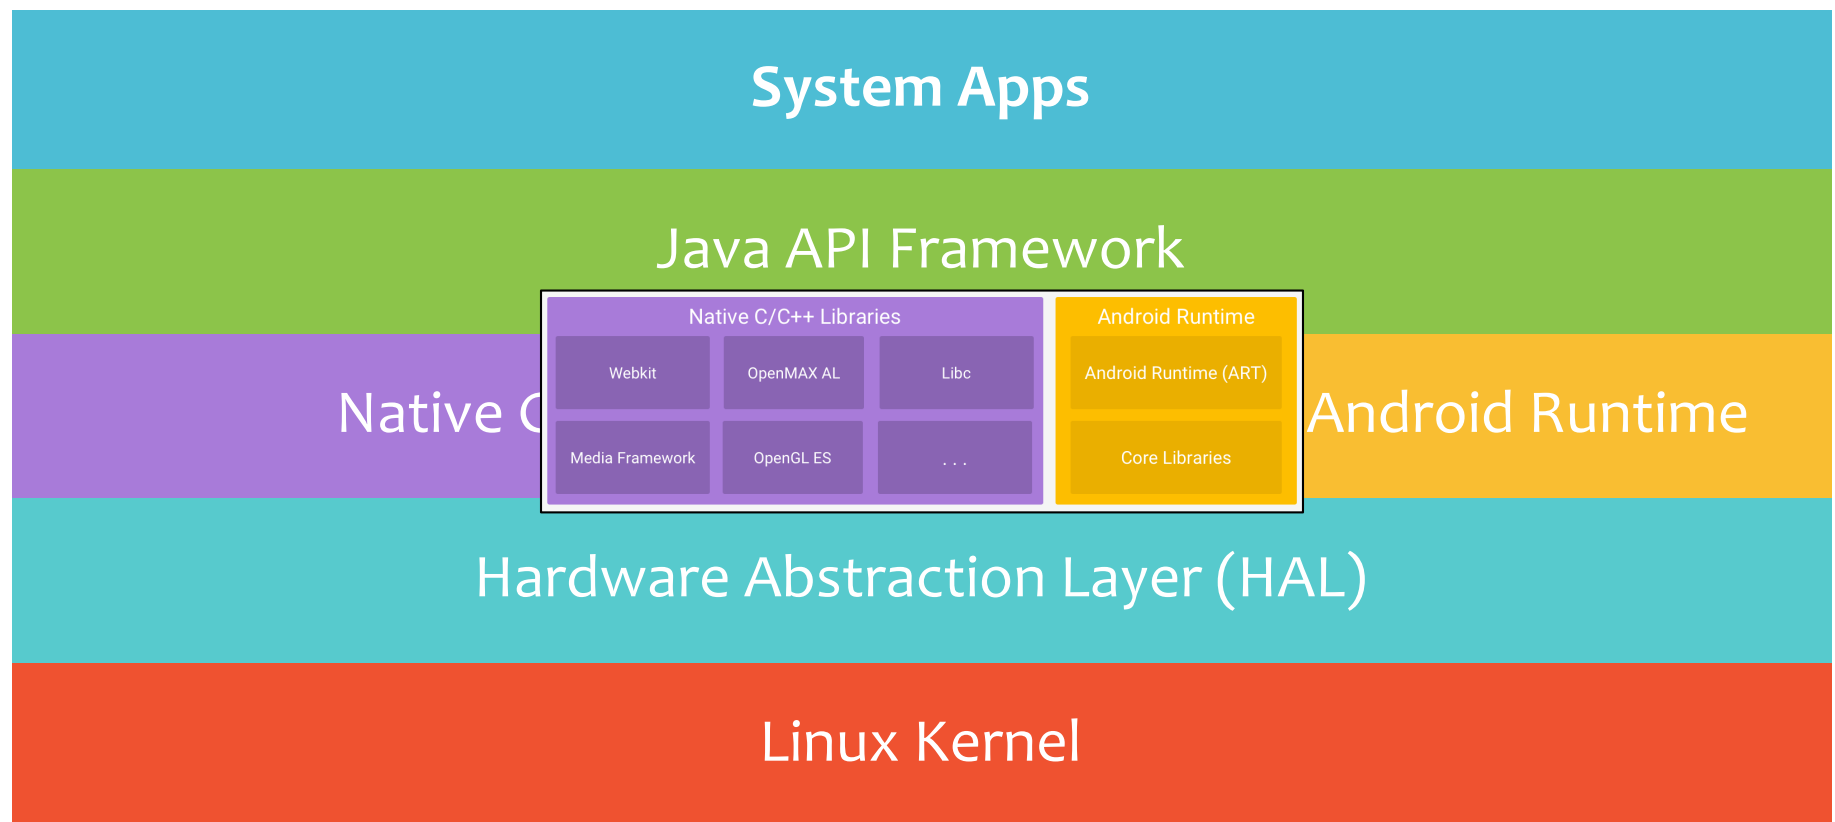 System Apps
Java API Framework
Native C/C++ Libraries
Android Runtime
Webkit
OpenMAX AL
Libc
Android Runtime (ART)
Media Framework
OpenGL ES
. . .
Core Libraries
Native
Android Runtime
Hardware Abstraction Layer (HAL)
Linux Kernel